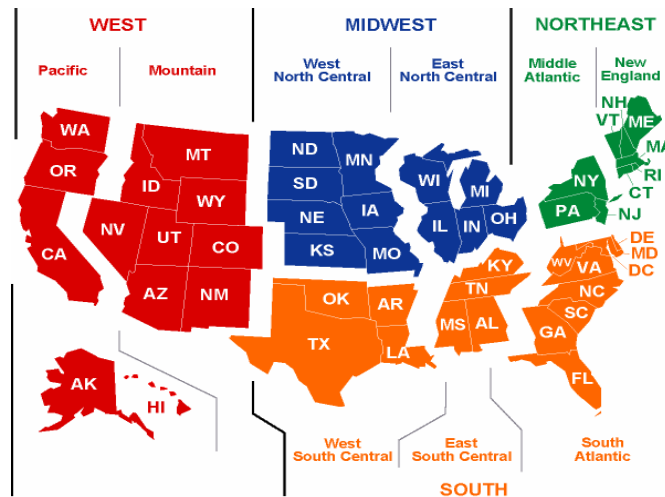 WEST
MIDWEST
NORTHEAST
Pacific
Mountain
West
North Central
East
North Central
Middle
Atlantic
New
England
WA
OR
CA
NV
ID
MT
WY
UT
CO
AZ
NM
AK
HI
ND
SD
NE
KS
MN
IA
MO
WI
IL
MI
IN
OH
NH
VT
ME
MA
RI
CT
NY
PA
NJ
OK
TX
AR
LA
KY
TN
MS
AL
DE
MD
DC
WV
VA
NC
SC
GA
FL
West
South Central
East
South Central
South
Atlantic
SOUTH